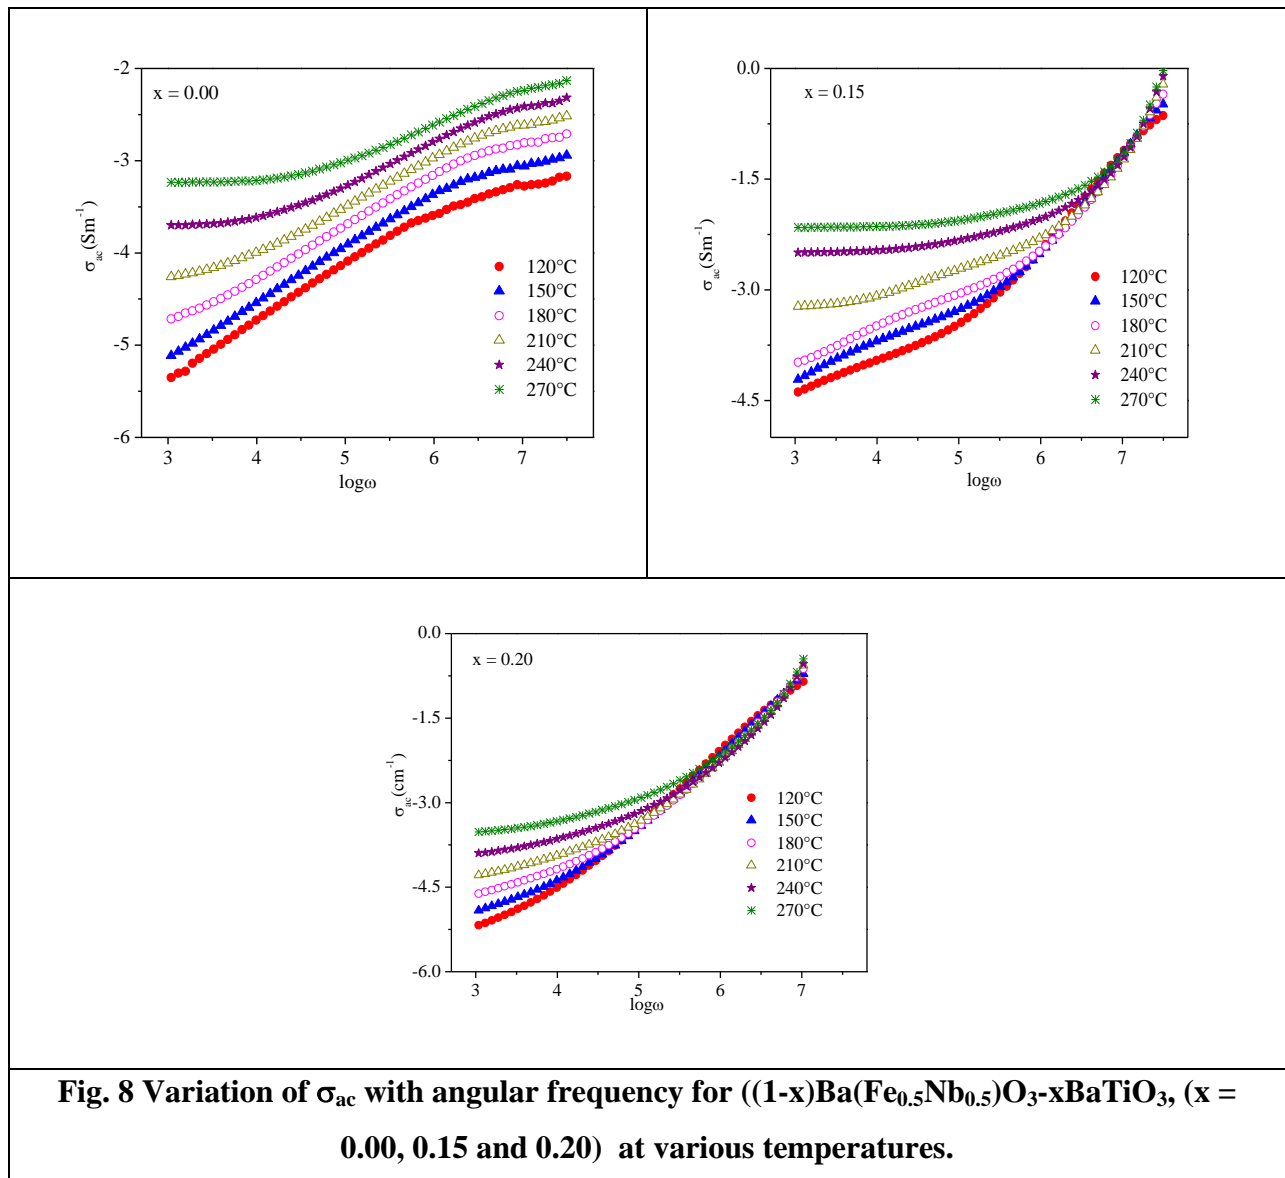 x = 0.00
-2
-3
-4
-5
-6
σac(Sm-1)
120°C
150°C
180°C
210°C
240°C
270°C
3 4 5 6 7
logω
x = 0.15
0.0
-1.5
-3.0
-4.5
σac(Sm-1)
120°C
150°C
180°C
210°C
240°C
270°C
3 4 5 6 7
logω
x = 0.20
0.0
-1.5
-3.0
-4.5
-6.0
σac(cm-1)
120°C
150°C
180°C
210°C
240°C
270°C
3 4 5 6 7
logω
Fig. 8 Variation of σac with angular frequency for ((1-x)Ba(Fe0.5Nb0.5)O3-xBaTiO3, (x =
0.00, 0.15 and 0.20) at various temperatures.